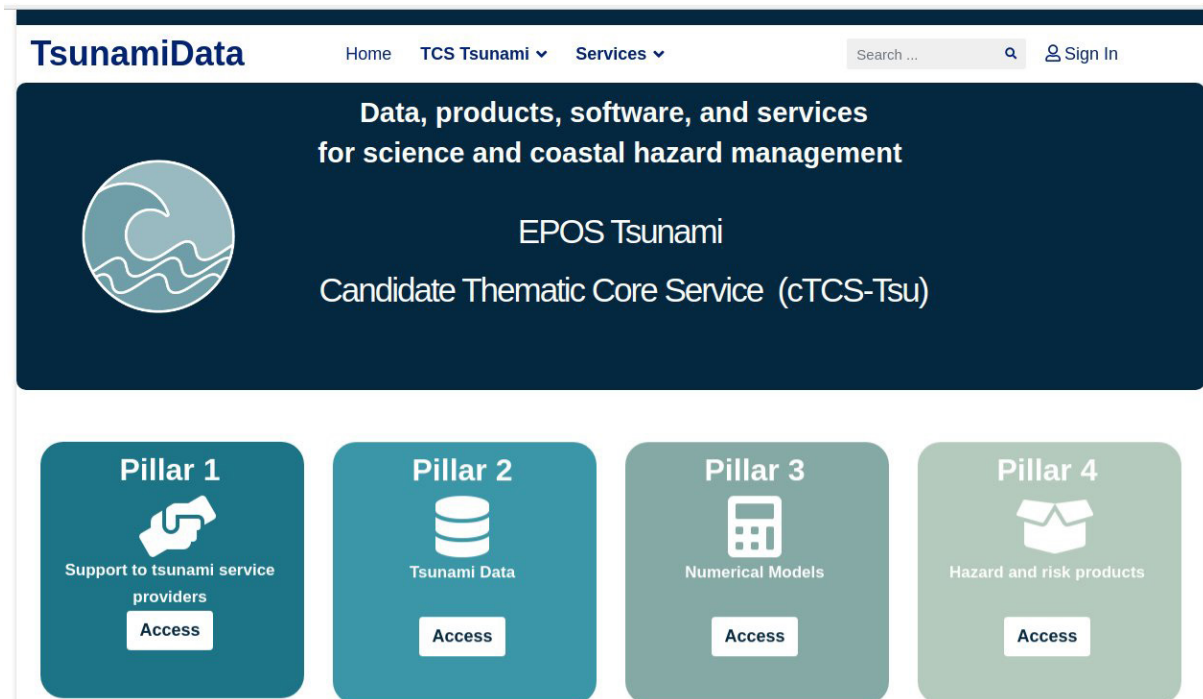 TsunamiData
Home TCS Tsunami Services
Search ...
Sign In
Data, products, software, and services
for science and coastal hazard management
EPOS Tsunami
Candidate Thematic Core Service (cTCS-Tsu)
Pillar 1
Support to tsunami service
providers
Access
Pillar 2
Tsunami Data
Access
Pillar 3
Numerical Models
Access
Pillar 4
Hazard and risk products
Access